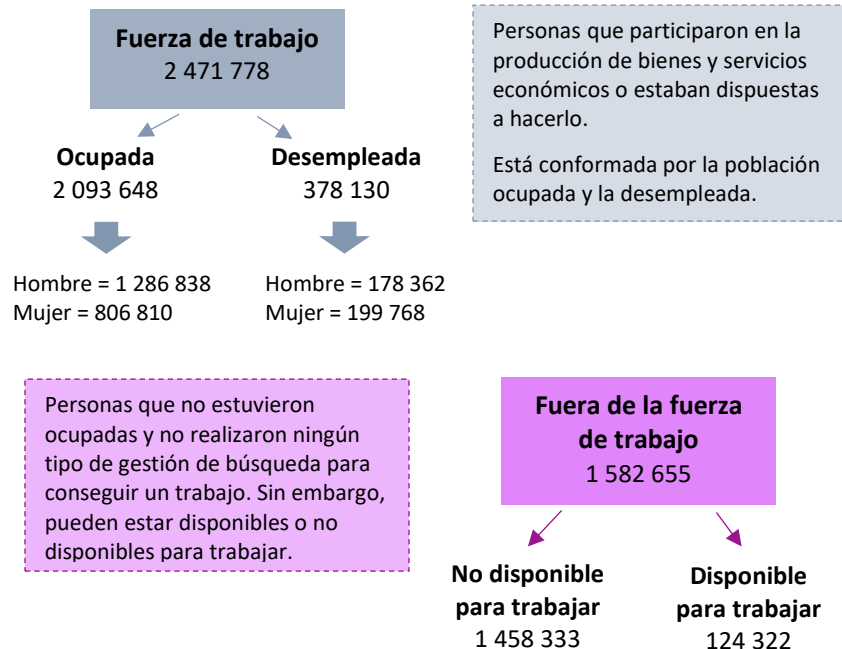 Fuerza de trabajo
2 471 778
Personas que participaron en la
producción de bienes y servicios
económicos o estaban dispuestas
a hacerlo.
Está conformada por la población
ocupada y la desempleada.
Ocupada
2 093 648
Desempleada
378 130
Hombre = 1 286 838
Mujer = 806 810
Hombre = 178 362
Mujer = 199 768
Personas que no estuvieron
ocupadas y no realizaron ningún
tipo de gestión de búsqueda para
conseguir un trabajo. Sin embargo,
pueden estar disponibles o no
disponibles para trabajar.
Fuera de la fuerza
de trabajo
1 582 655
No disponible
para trabajar
1 458 333
Disponible
para trabajar
124 322